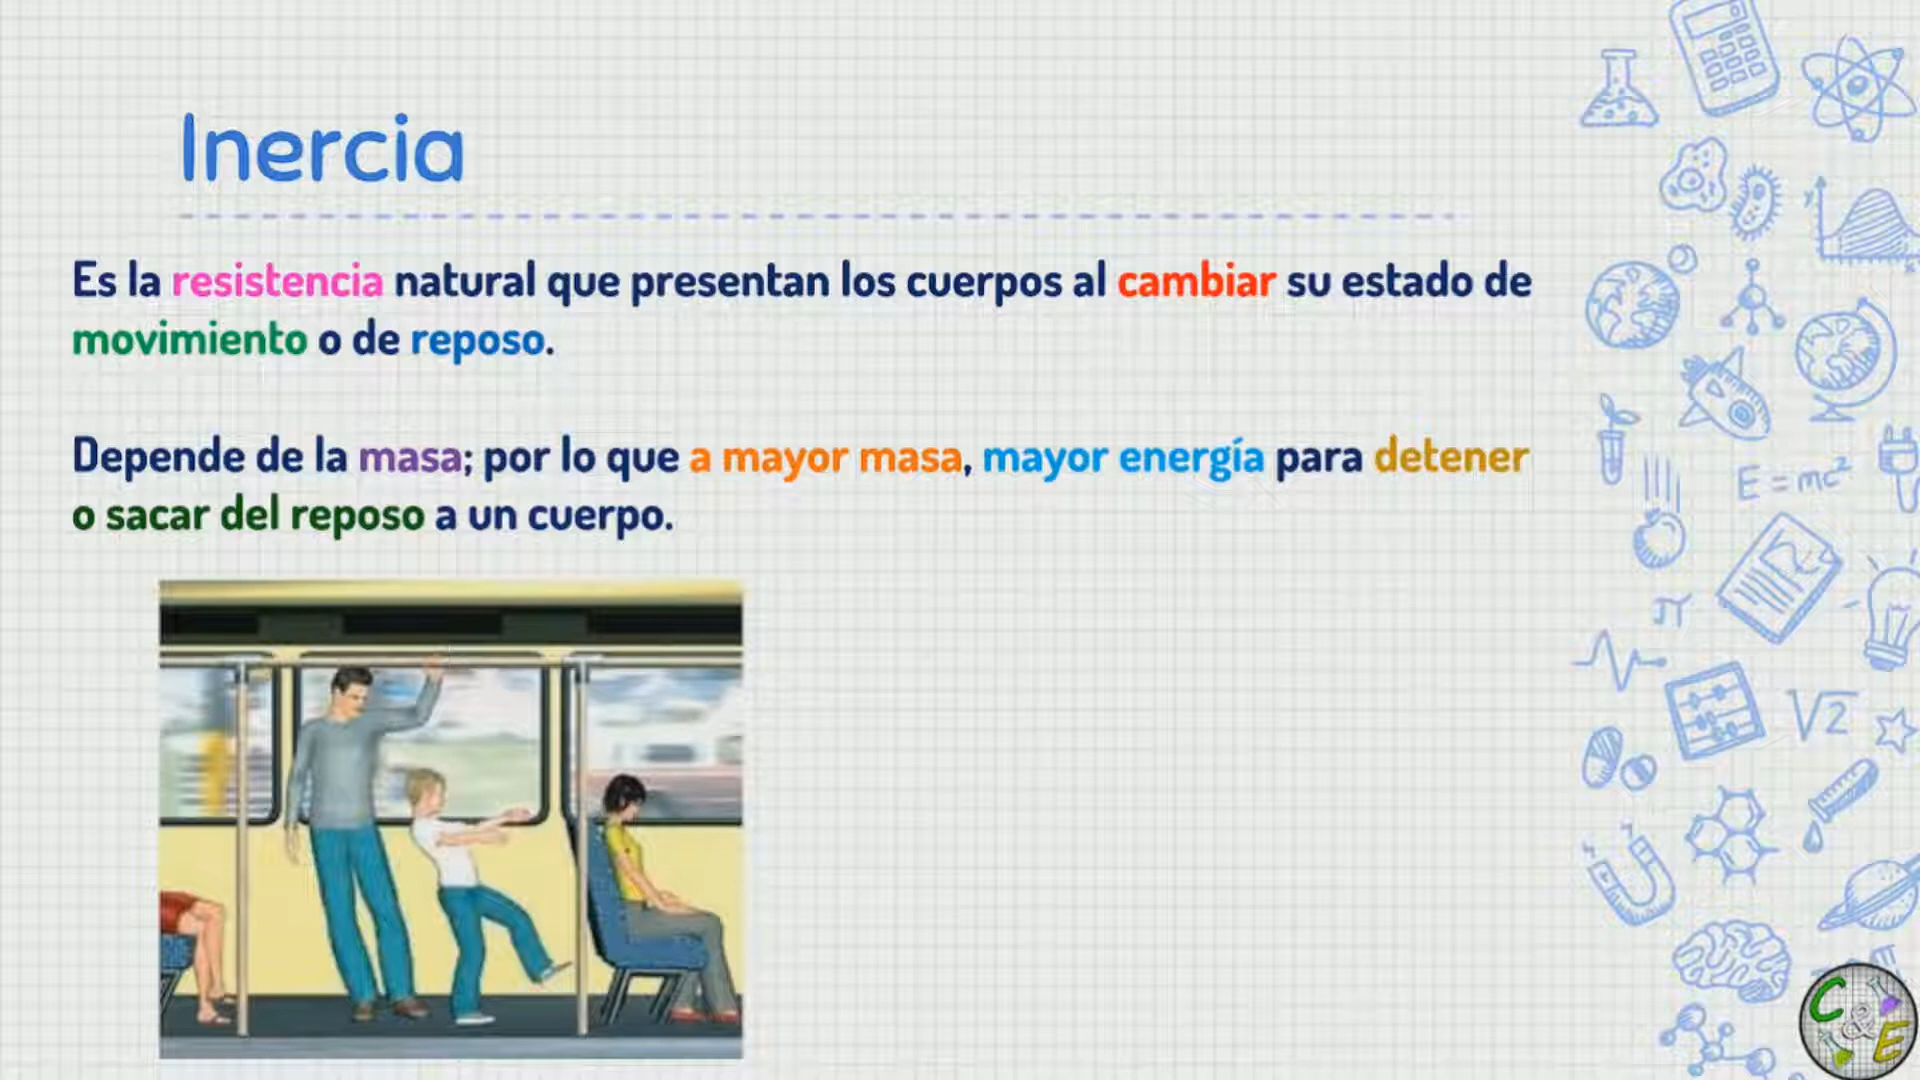 Inercia
Es la resistencia natural que presentan los cuerpos al cambiar su estado de
movimiento o de reposo.
Depende de la masa; por lo que a mayor masa, mayor energía para detener
o sacar del reposo a un cuerpo.
y
x
E = mc²
π
√2
π
C & E